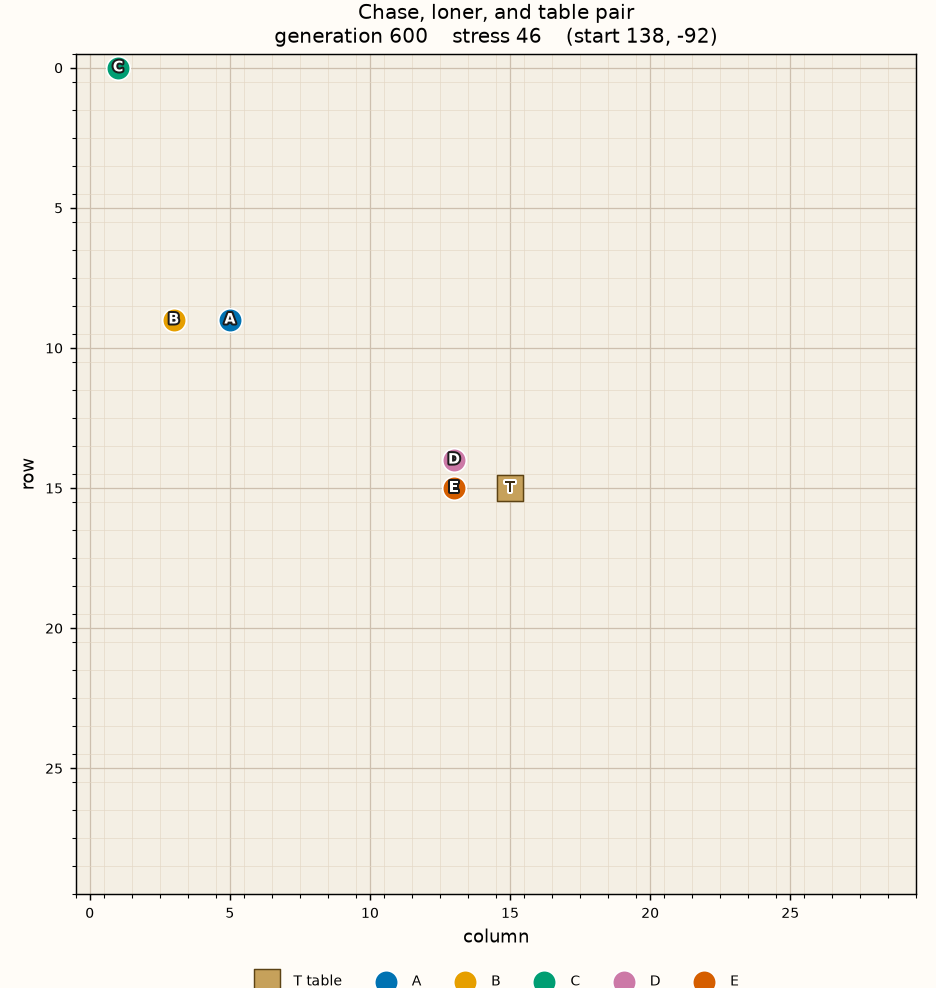 Chase, loner, and table pair
generation 600 stress 46 (start 138, -92)
0
C
5
B A
10
D
row
15
E T
20
25
0 5 10 15 20 25
column
T table A B C D E